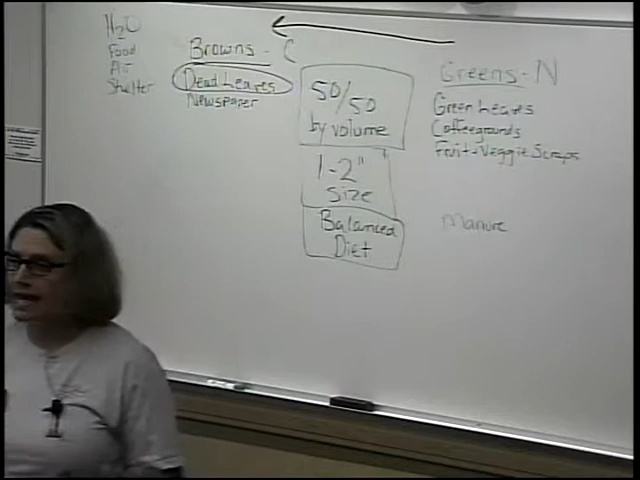 H2O
Food
Air
Shelter
Browns - C
Dead Leaves
Newspaper
50/50
by volume
1-2"
Size
Balanced
Diet
Greens - N
Green Leaves
Coffeegrounds
Fruit+Veggie Scraps
Manure